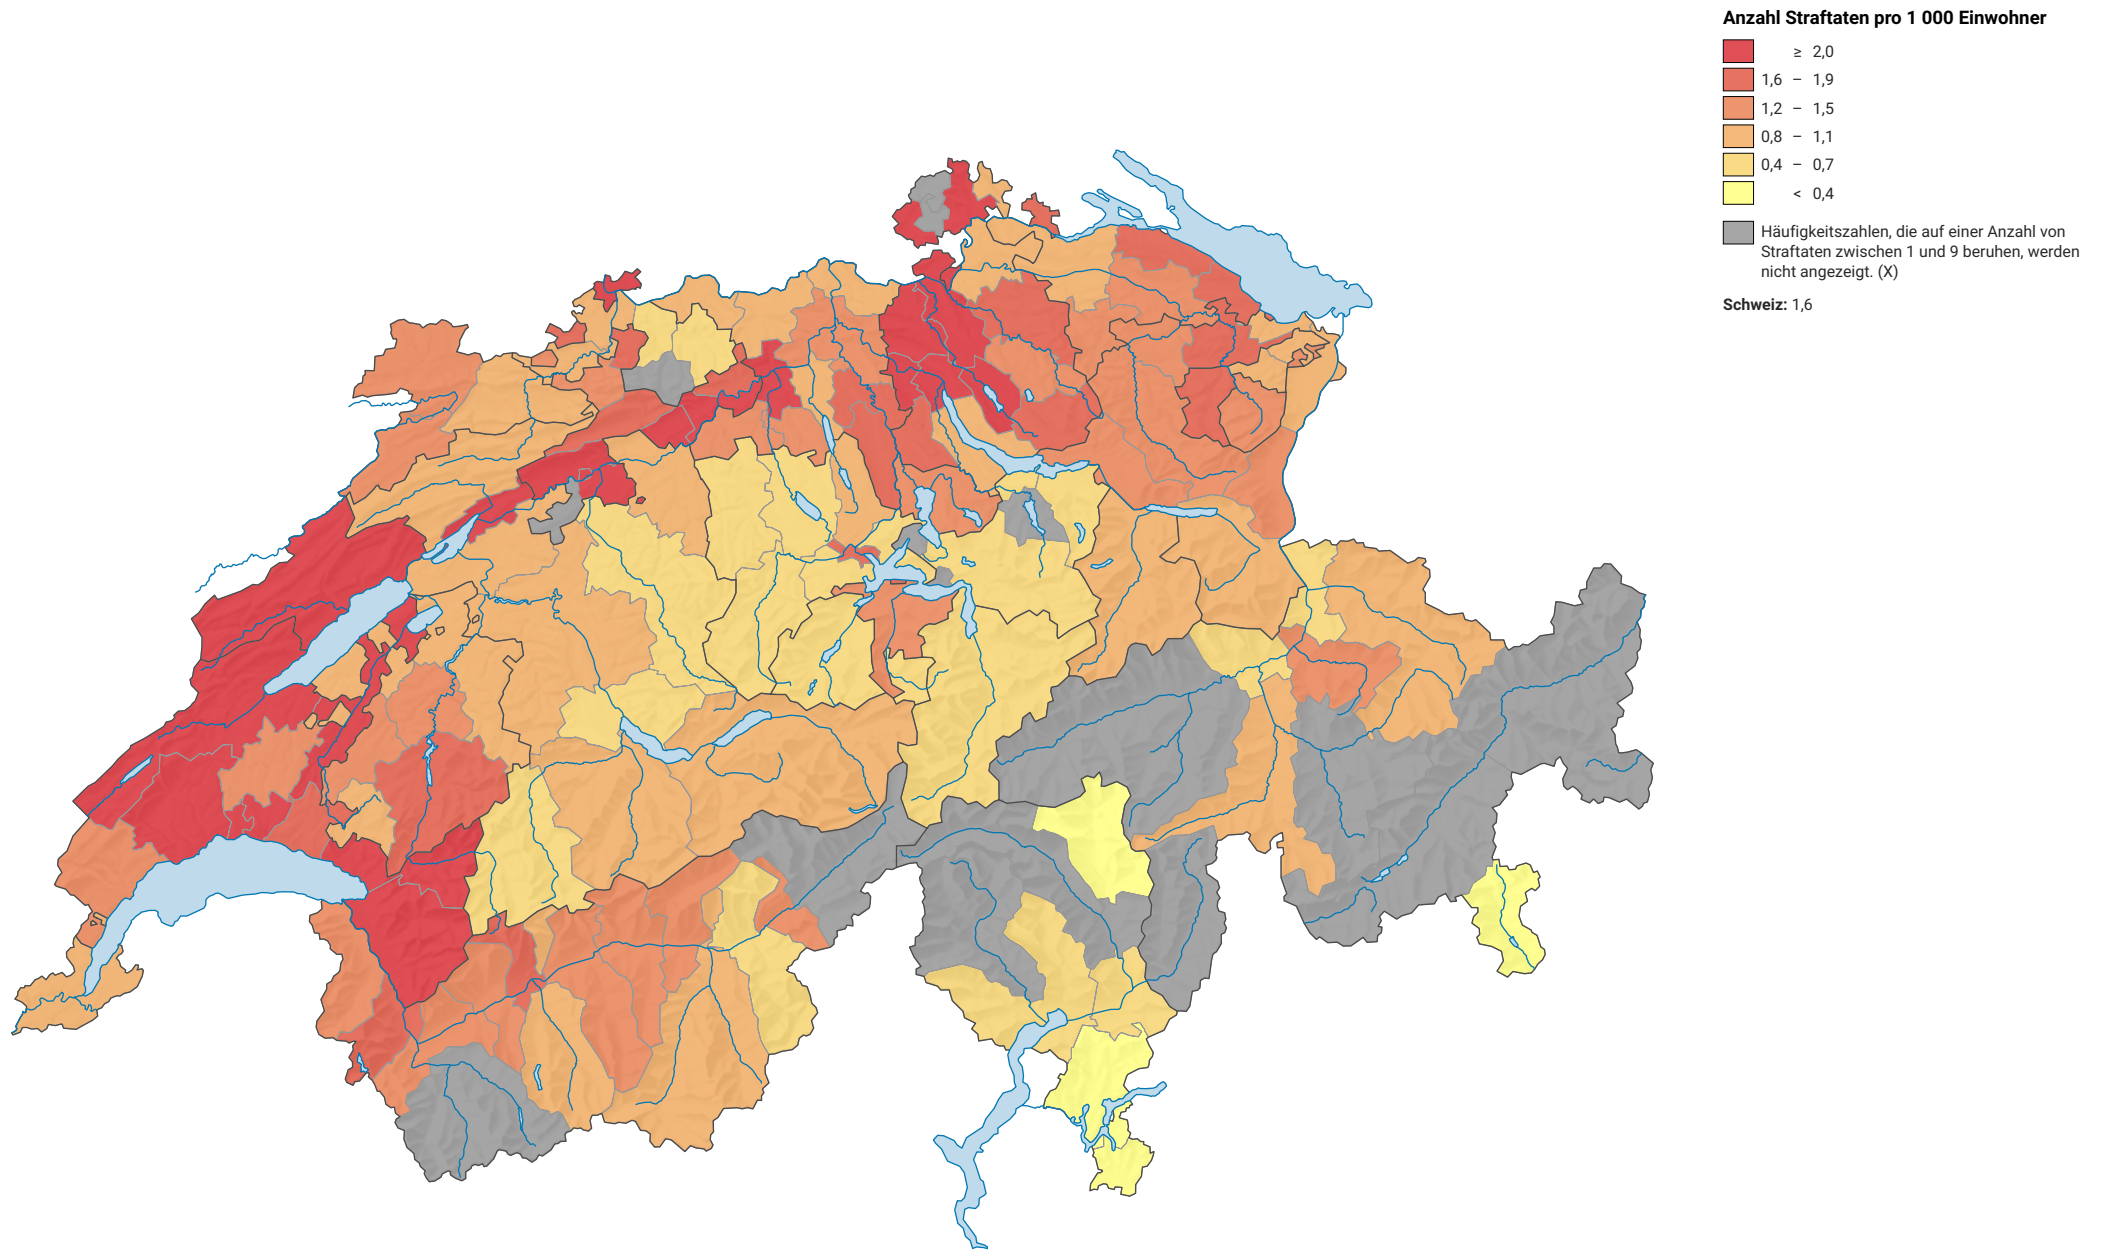 Anzahl Straftaten pro 1 000 Einwohner
≥ 2,0
1,6 – 1,9
1,2 – 1,5
0,8 – 1,1
0,4 – 0,7
< 0,4
Häufigkeitszahlen, die auf einer Anzahl von
Straftaten zwischen 1 und 9 beruhen, werden
nicht angezeigt. (X)
Schweiz: 1,6